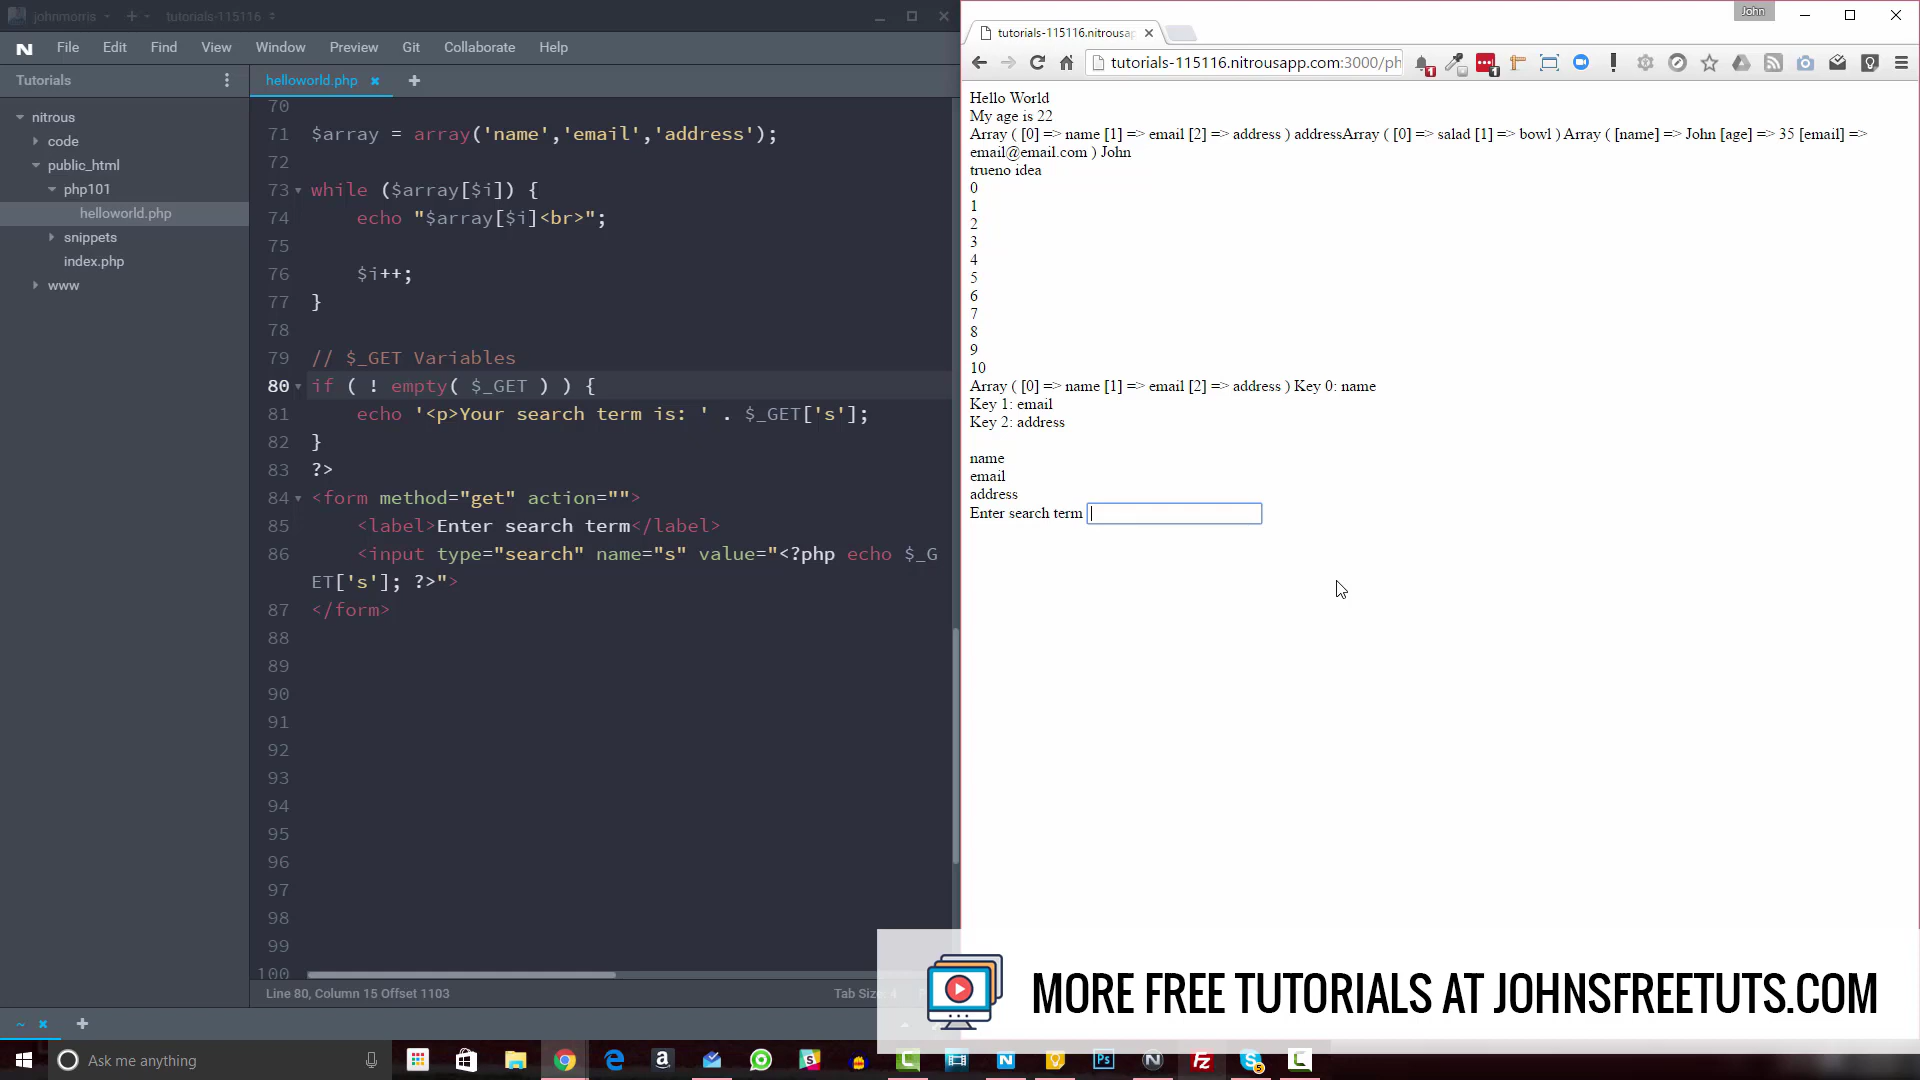 johnmorris
tutorials-115116
File Edit Find View Window Preview Git Collaborate Help
Tutorials
helloworld.php
nitrous
code
public_html
php101
helloworld.php
snippets
index.php
www
70
71 $array = array('name','email','address');
72
73 while ($array[$i]) {
74 echo "$array[$i]<br>";
75
76 $i++;
77 }
78
79 // $_GET Variables
80 if ( ! empty( $_GET ) ) {
81 echo '<p>Your search term is: ' . $_GET['s'];
82 }
83 ?>
84 <form method="get" action="">
85 <label>Enter search term</label>
86 <input type="search" name="s" value="<?php echo $_G
ET['s']; ?>">
87 </form>
88
89
90
91
92
93
94
95
96
97
98
99
100
Line 80, Column 15 Offset 1103
Tab Size:
~
John
tutorials-115116.nitrousa
tutorials-115116.nitrousapp.com:3000/ph
Hello World
My age is 22
Array ( [0] => name [1] => email [2] => address ) addressArray ( [0] => salad [1] => bowl ) Array ( [name] => John [age] => 35 [email] =>
email@email.com ) John
trueno idea
0
1
2
3
4
5
6
7
8
9
10
Array ( [0] => name [1] => email [2] => address ) Key 0: name
Key 1: email
Key 2: address
name
email
address
Enter search term
MORE FREE TUTORIALS AT JOHNSFREETUTS.COM
Ask me anything